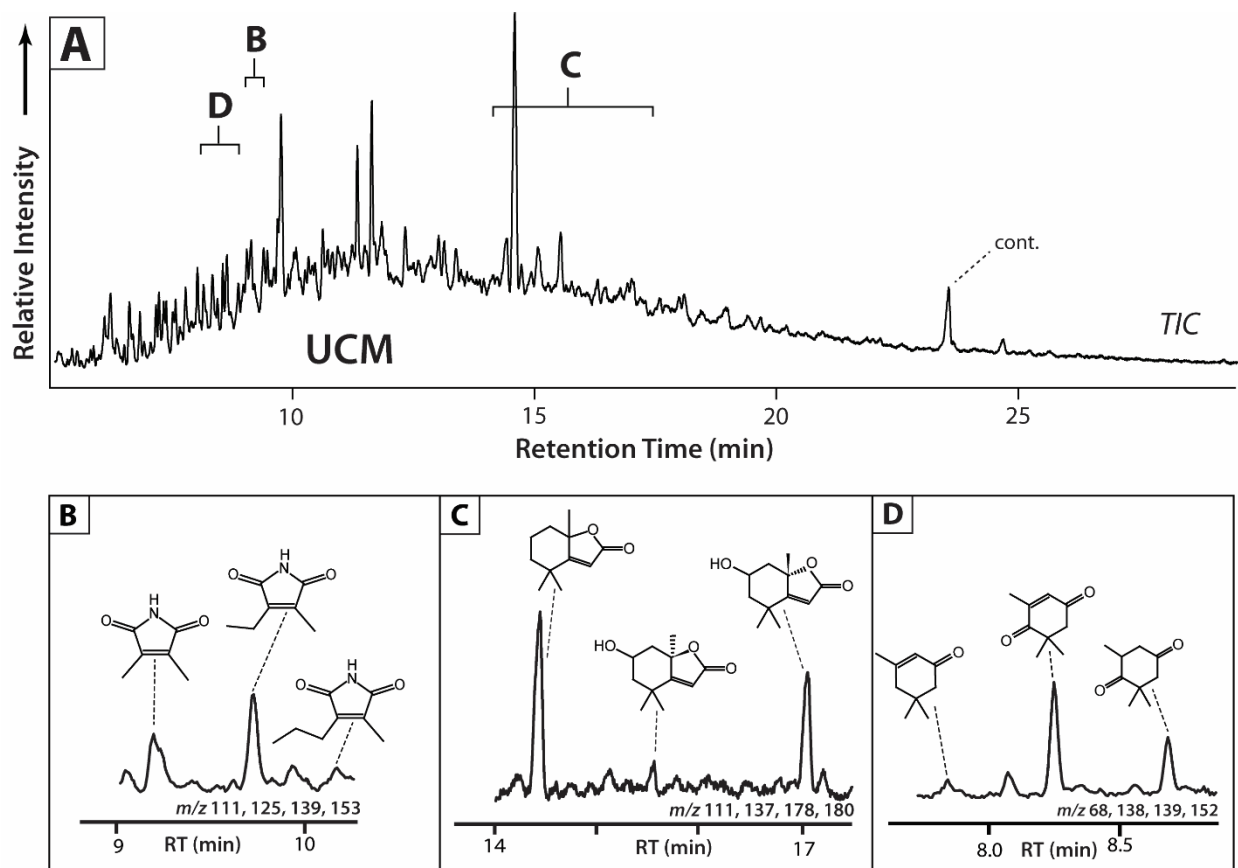 A
B
D
C
Relative Intensity
UCM
cont.
TIC
10
15
20
25
Retention Time (min)
B
H
N
O
O
H
N
O
O
H
N
O
O
m/z 111, 125, 139, 153
9
RT (min)
10
C
O
O
HO
O
O
HO
O
O
m/z 111, 137, 178, 180
14
RT (min)
17
D
O
O
O
O
O
m/z 68, 138, 139, 152
8.0
RT (min)
8.5